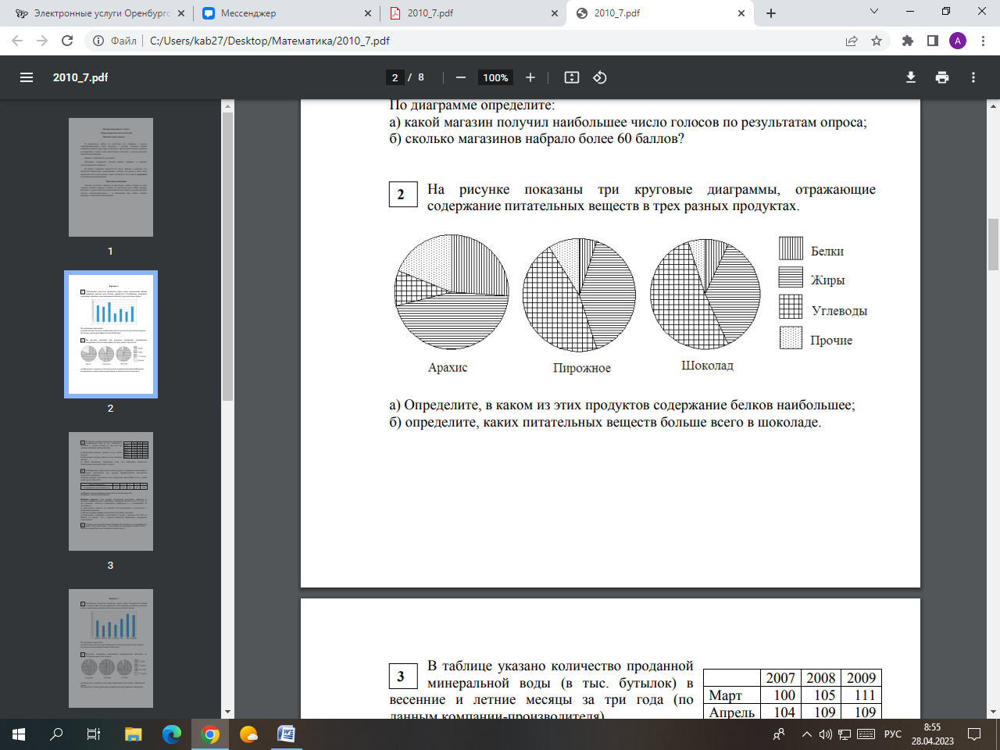 Электронные услуги Оренбургс
Мессенджер
2010_7.pdf
2010_7.pdf
Файл
C:/Users/kab27/Desktop/Математика/2010_7.pdf
A
2010_7.pdf
2 / 8
100%
1
2
3
По диаграмме определите:
а) какой магазин получил наибольшее число голосов по результатам опроса;
б) сколько магазинов набрало более 60 баллов?
2
На рисунке показаны три круговые диаграммы, отражающие
содержание питательных веществ в трех разных продуктах.
Белки
Жиры
Углеводы
Прочие
Арахис
Пирожное
Шоколад
а) Определите, в каком из этих продуктов содержание белков наибольшее;
б) определите, каких питательных веществ больше всего в шоколаде.
3
В таблице указано количество проданной
минеральной воды (в тыс. бутылок) в
весенние и летние месяцы за три года (по
данным компании-производителя)
2007 2008 2009
Март 100 105 111
Апрель 104 109 109
РУС
8:55
28.04.2023